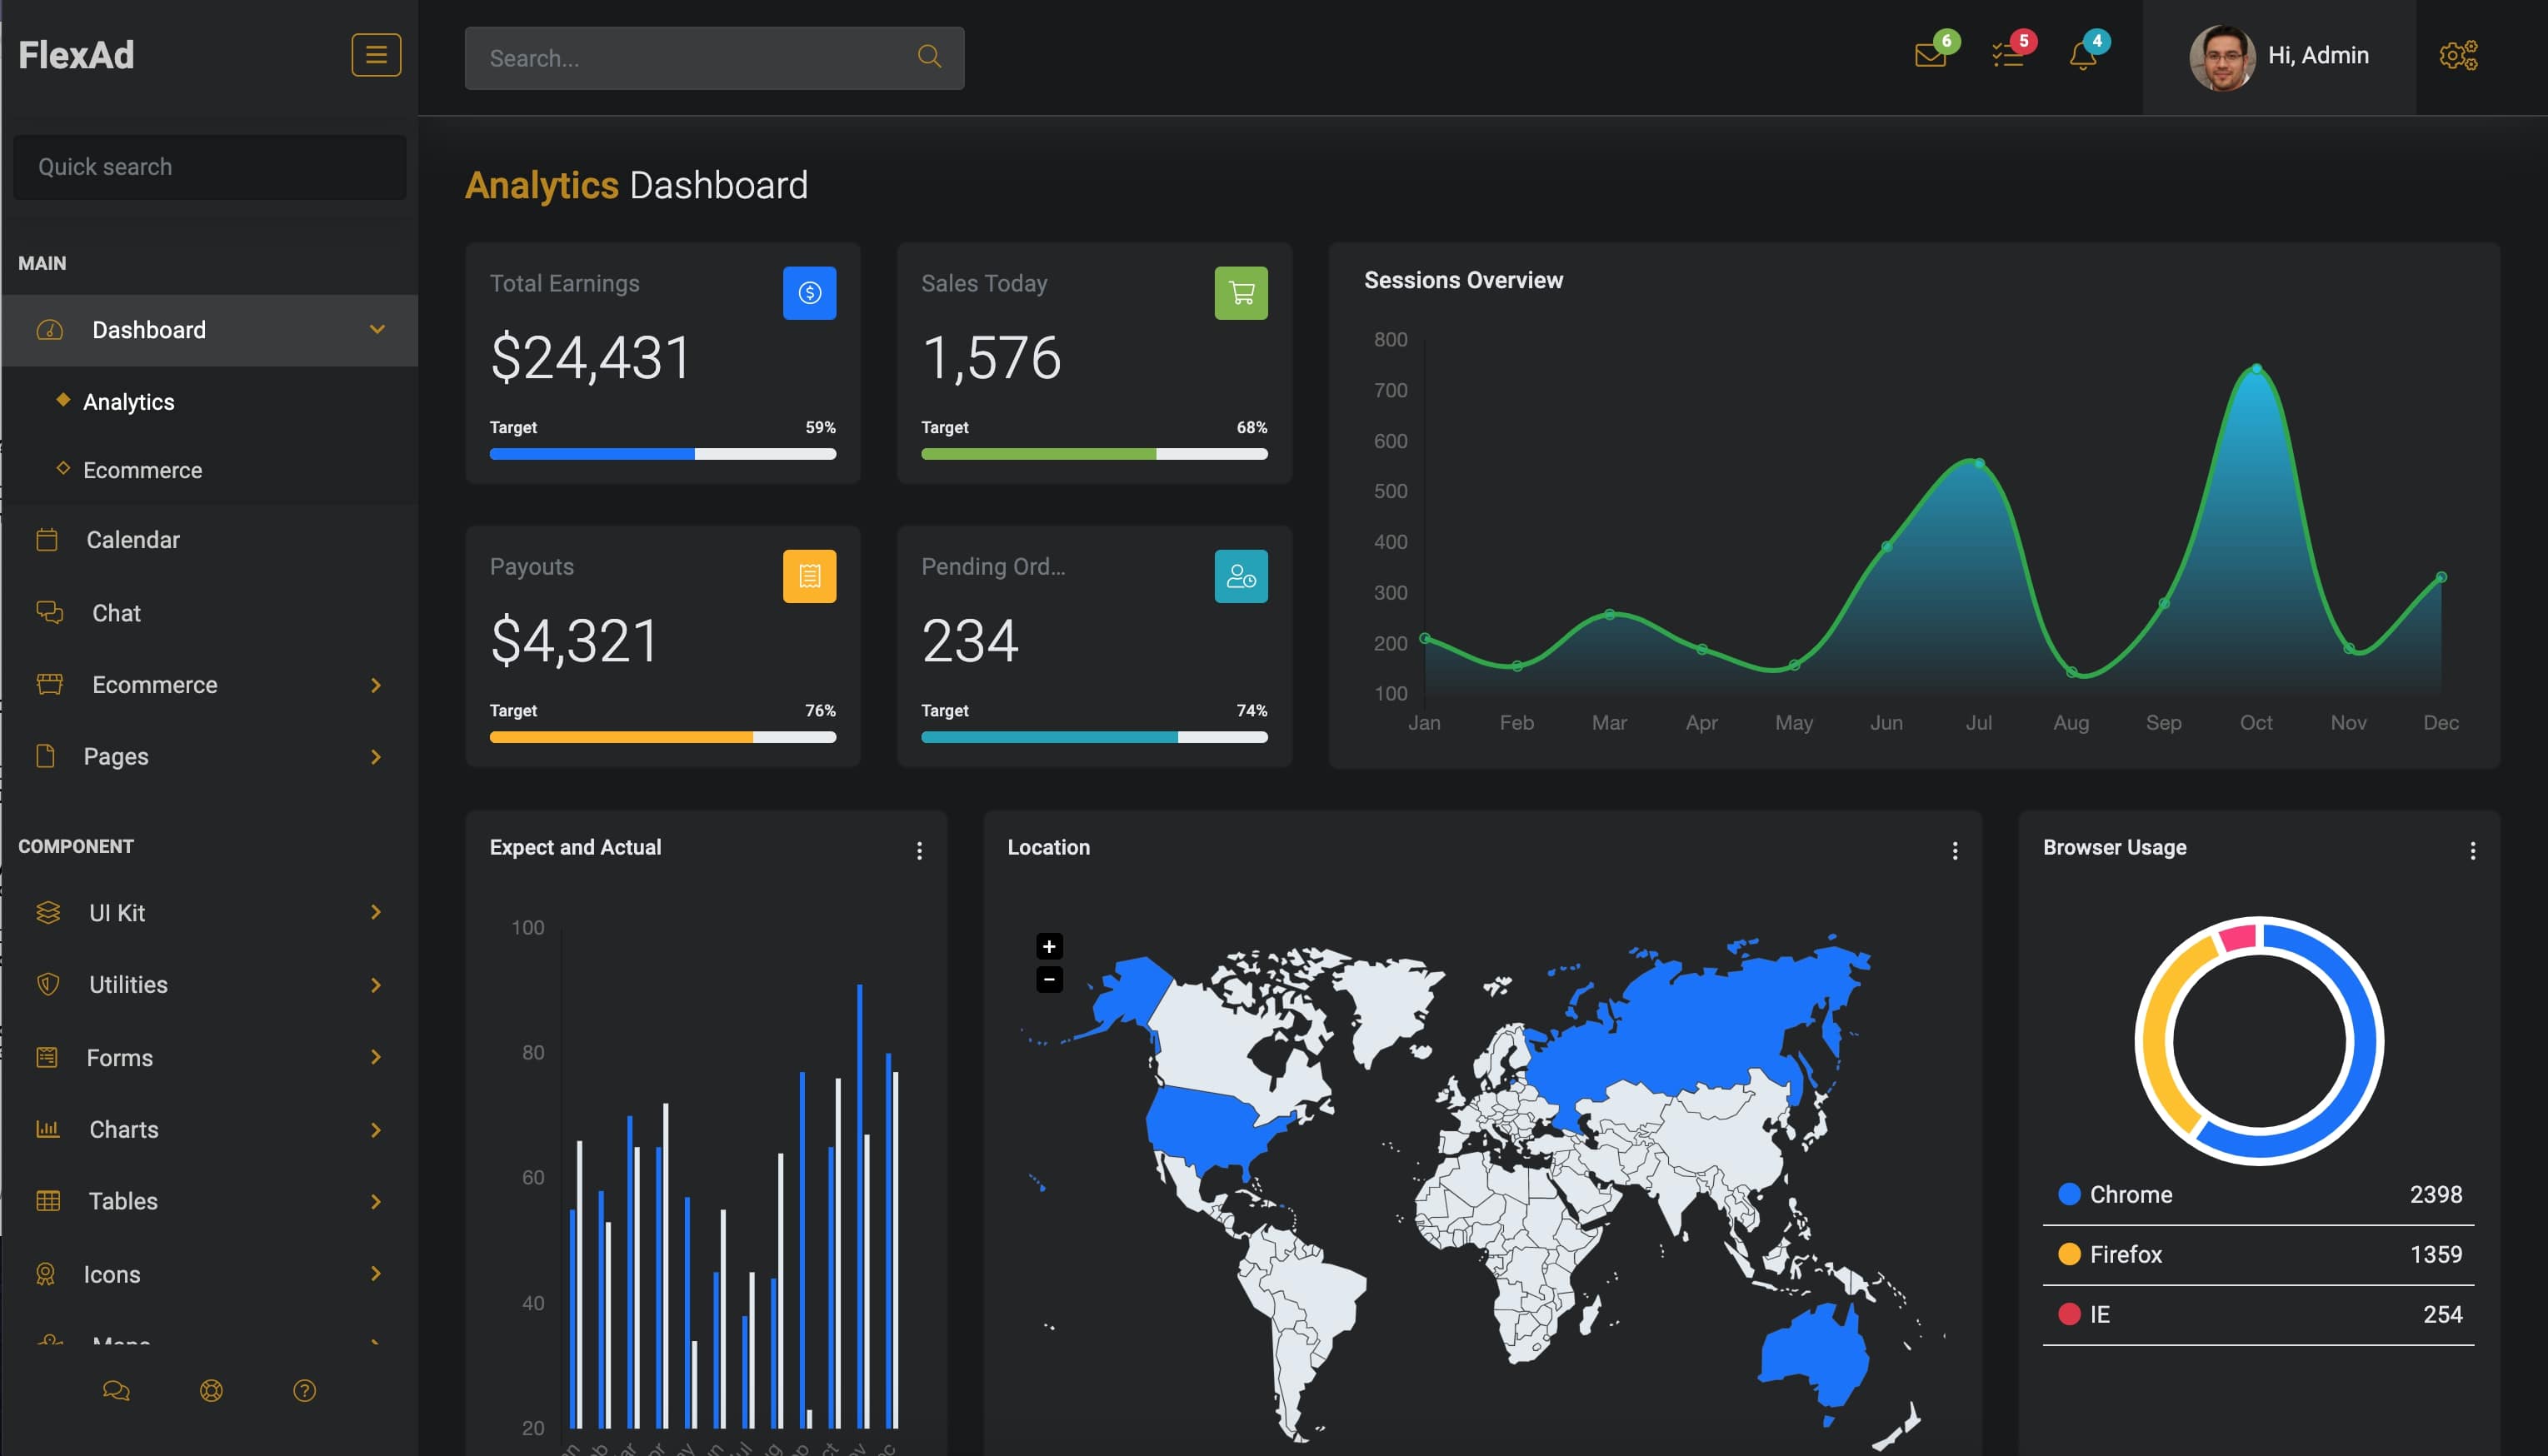 FlexAd
Search...
6
5
4
Hi, Admin
Quick search
MAIN
Dashboard
Analytics
Ecommerce
Calendar
Chat
Ecommerce
Pages
COMPONENT
UI Kit
Utilities
Forms
Charts
Tables
Icons
Analytics Dashboard
Total Earnings
$24,431
Target 59%
Sales Today
1,576
Target 68%
Payouts
$4,321
Target 76%
Pending Ord...
234
Target 74%
Sessions Overview
800
700
600
500
400
300
200
100
Jan Feb Mar Apr May Jun Jul Aug Sep Oct Nov Dec
Expect and Actual
100
80
60
40
20
Location
+
−
Browser Usage
Chrome 2398
Firefox 1359
IE 254